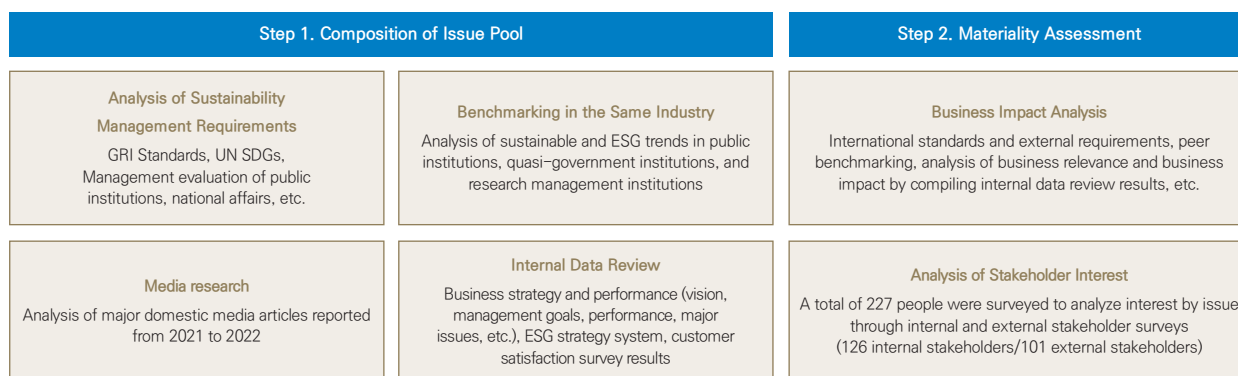 Step 1. Composition of Issue Pool
Step 2. Materiality Assessment
Analysis of Sustainability
Management Requirements
GRI Standards, UN SDGs,
Management evaluation of public
institutions, national affairs, etc.
Benchmarking in the Same Industry
Analysis of sustainable and ESG trends in public
institutions, quasi-government institutions, and
research management institutions
Business Impact Analysis
International standards and external requirements, peer
benchmarking, analysis of business relevance and business
impact by compiling internal data review results, etc.
Media research
Analysis of major domestic media articles reported
from 2021 to 2022
Internal Data Review
Business strategy and performance (vision,
management goals, performance, major
issues, etc.), ESG strategy system, customer
satisfaction survey results
Analysis of Stakeholder Interest
A total of 227 people were surveyed to analyze interest by issue
through internal and external stakeholder surveys
(126 internal stakeholders/101 external stakeholders)